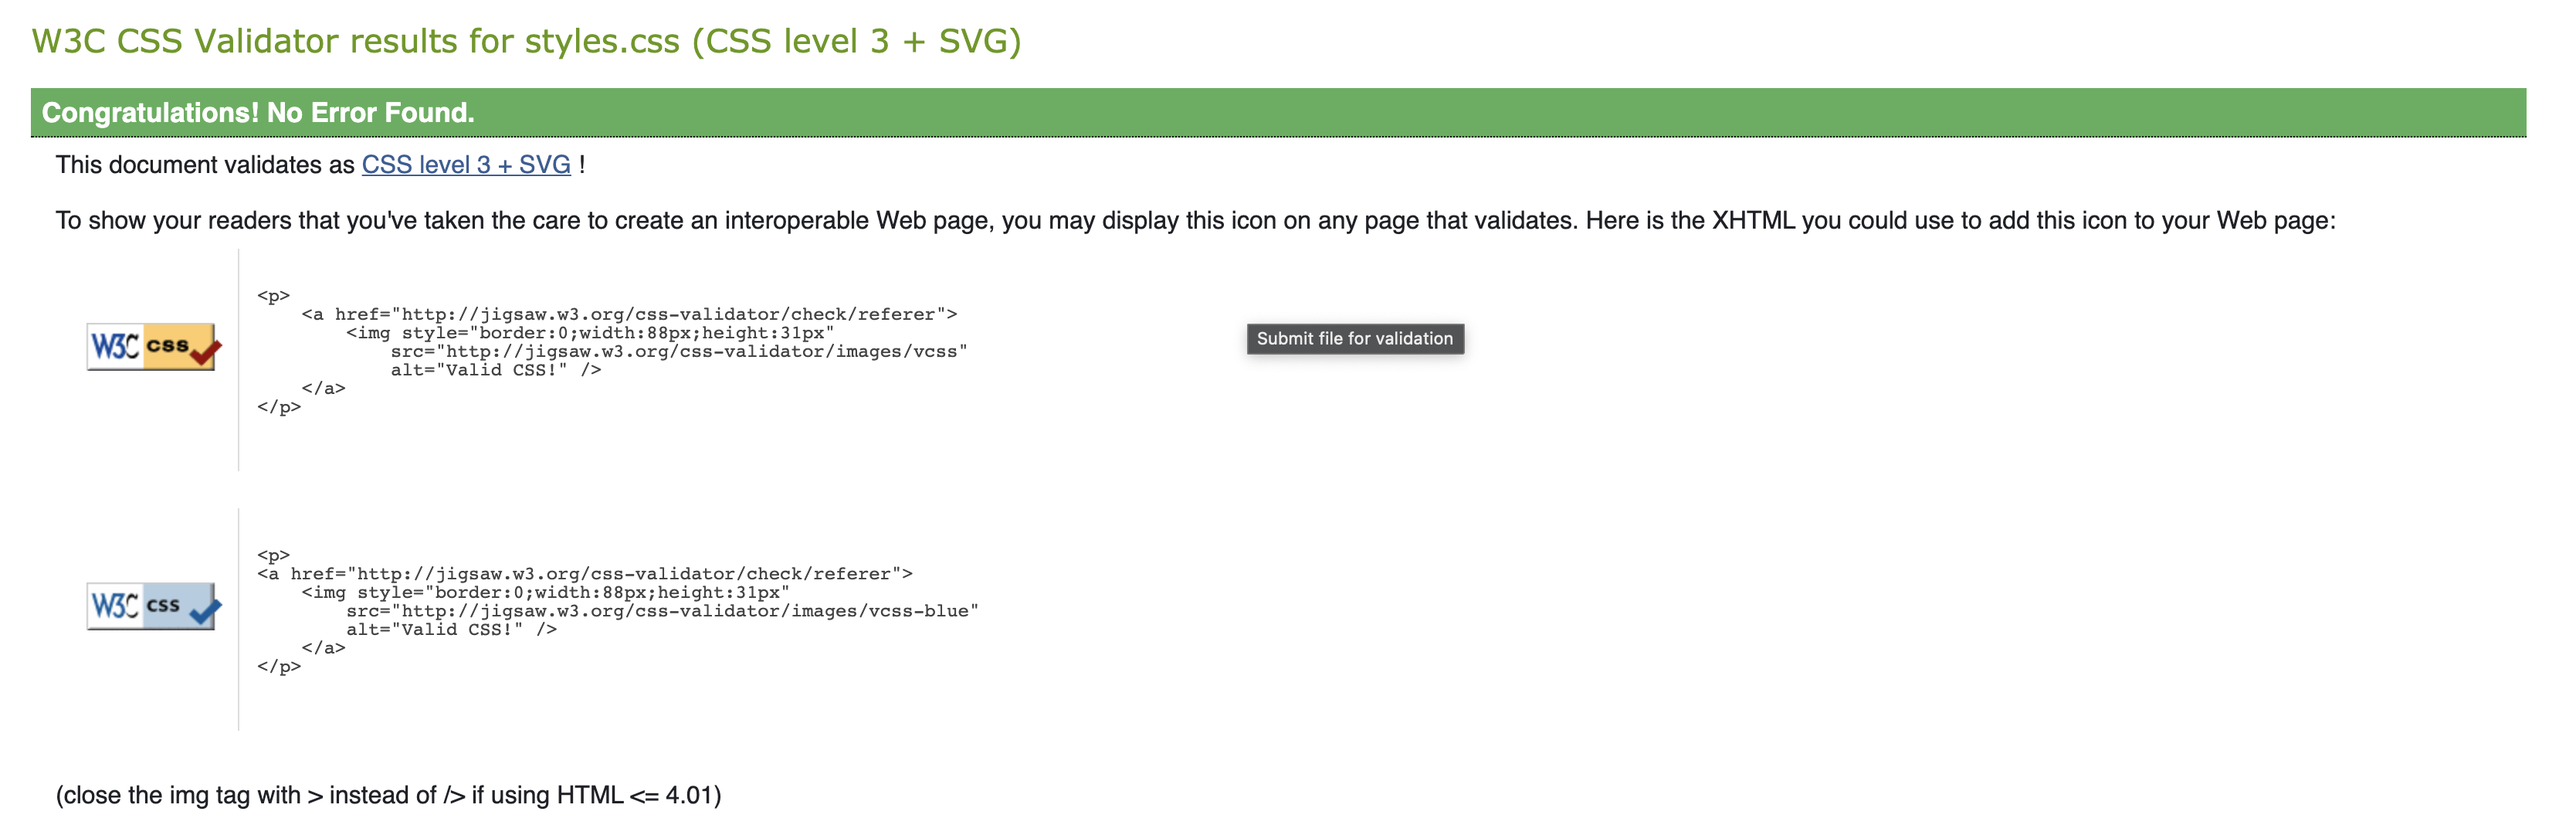 W3C CSS Validator results for styles.css (CSS level 3 + SVG)
Congratulations! No Error Found.
This document validates as CSS level 3 + SVG !
To show your readers that you've taken the care to create an interoperable Web page, you may display this icon on any page that validates. Here is the XHTML you could use to add this icon to your Web page:
W3C css
<p>
    <a href="http://jigsaw.w3.org/css-validator/check/referer">
        <img style="border:0;width:88px;height:31px"
            src="http://jigsaw.w3.org/css-validator/images/vcss"
            alt="Valid CSS!" />
    </a>
</p>
Submit file for validation
W3C css
<p>
<a href="http://jigsaw.w3.org/css-validator/check/referer">
    <img style="border:0;width:88px;height:31px"
        src="http://jigsaw.w3.org/css-validator/images/vcss-blue"
        alt="Valid CSS!" />
    </a>
</p>
(close the img tag with > instead of /> if using HTML <= 4.01)